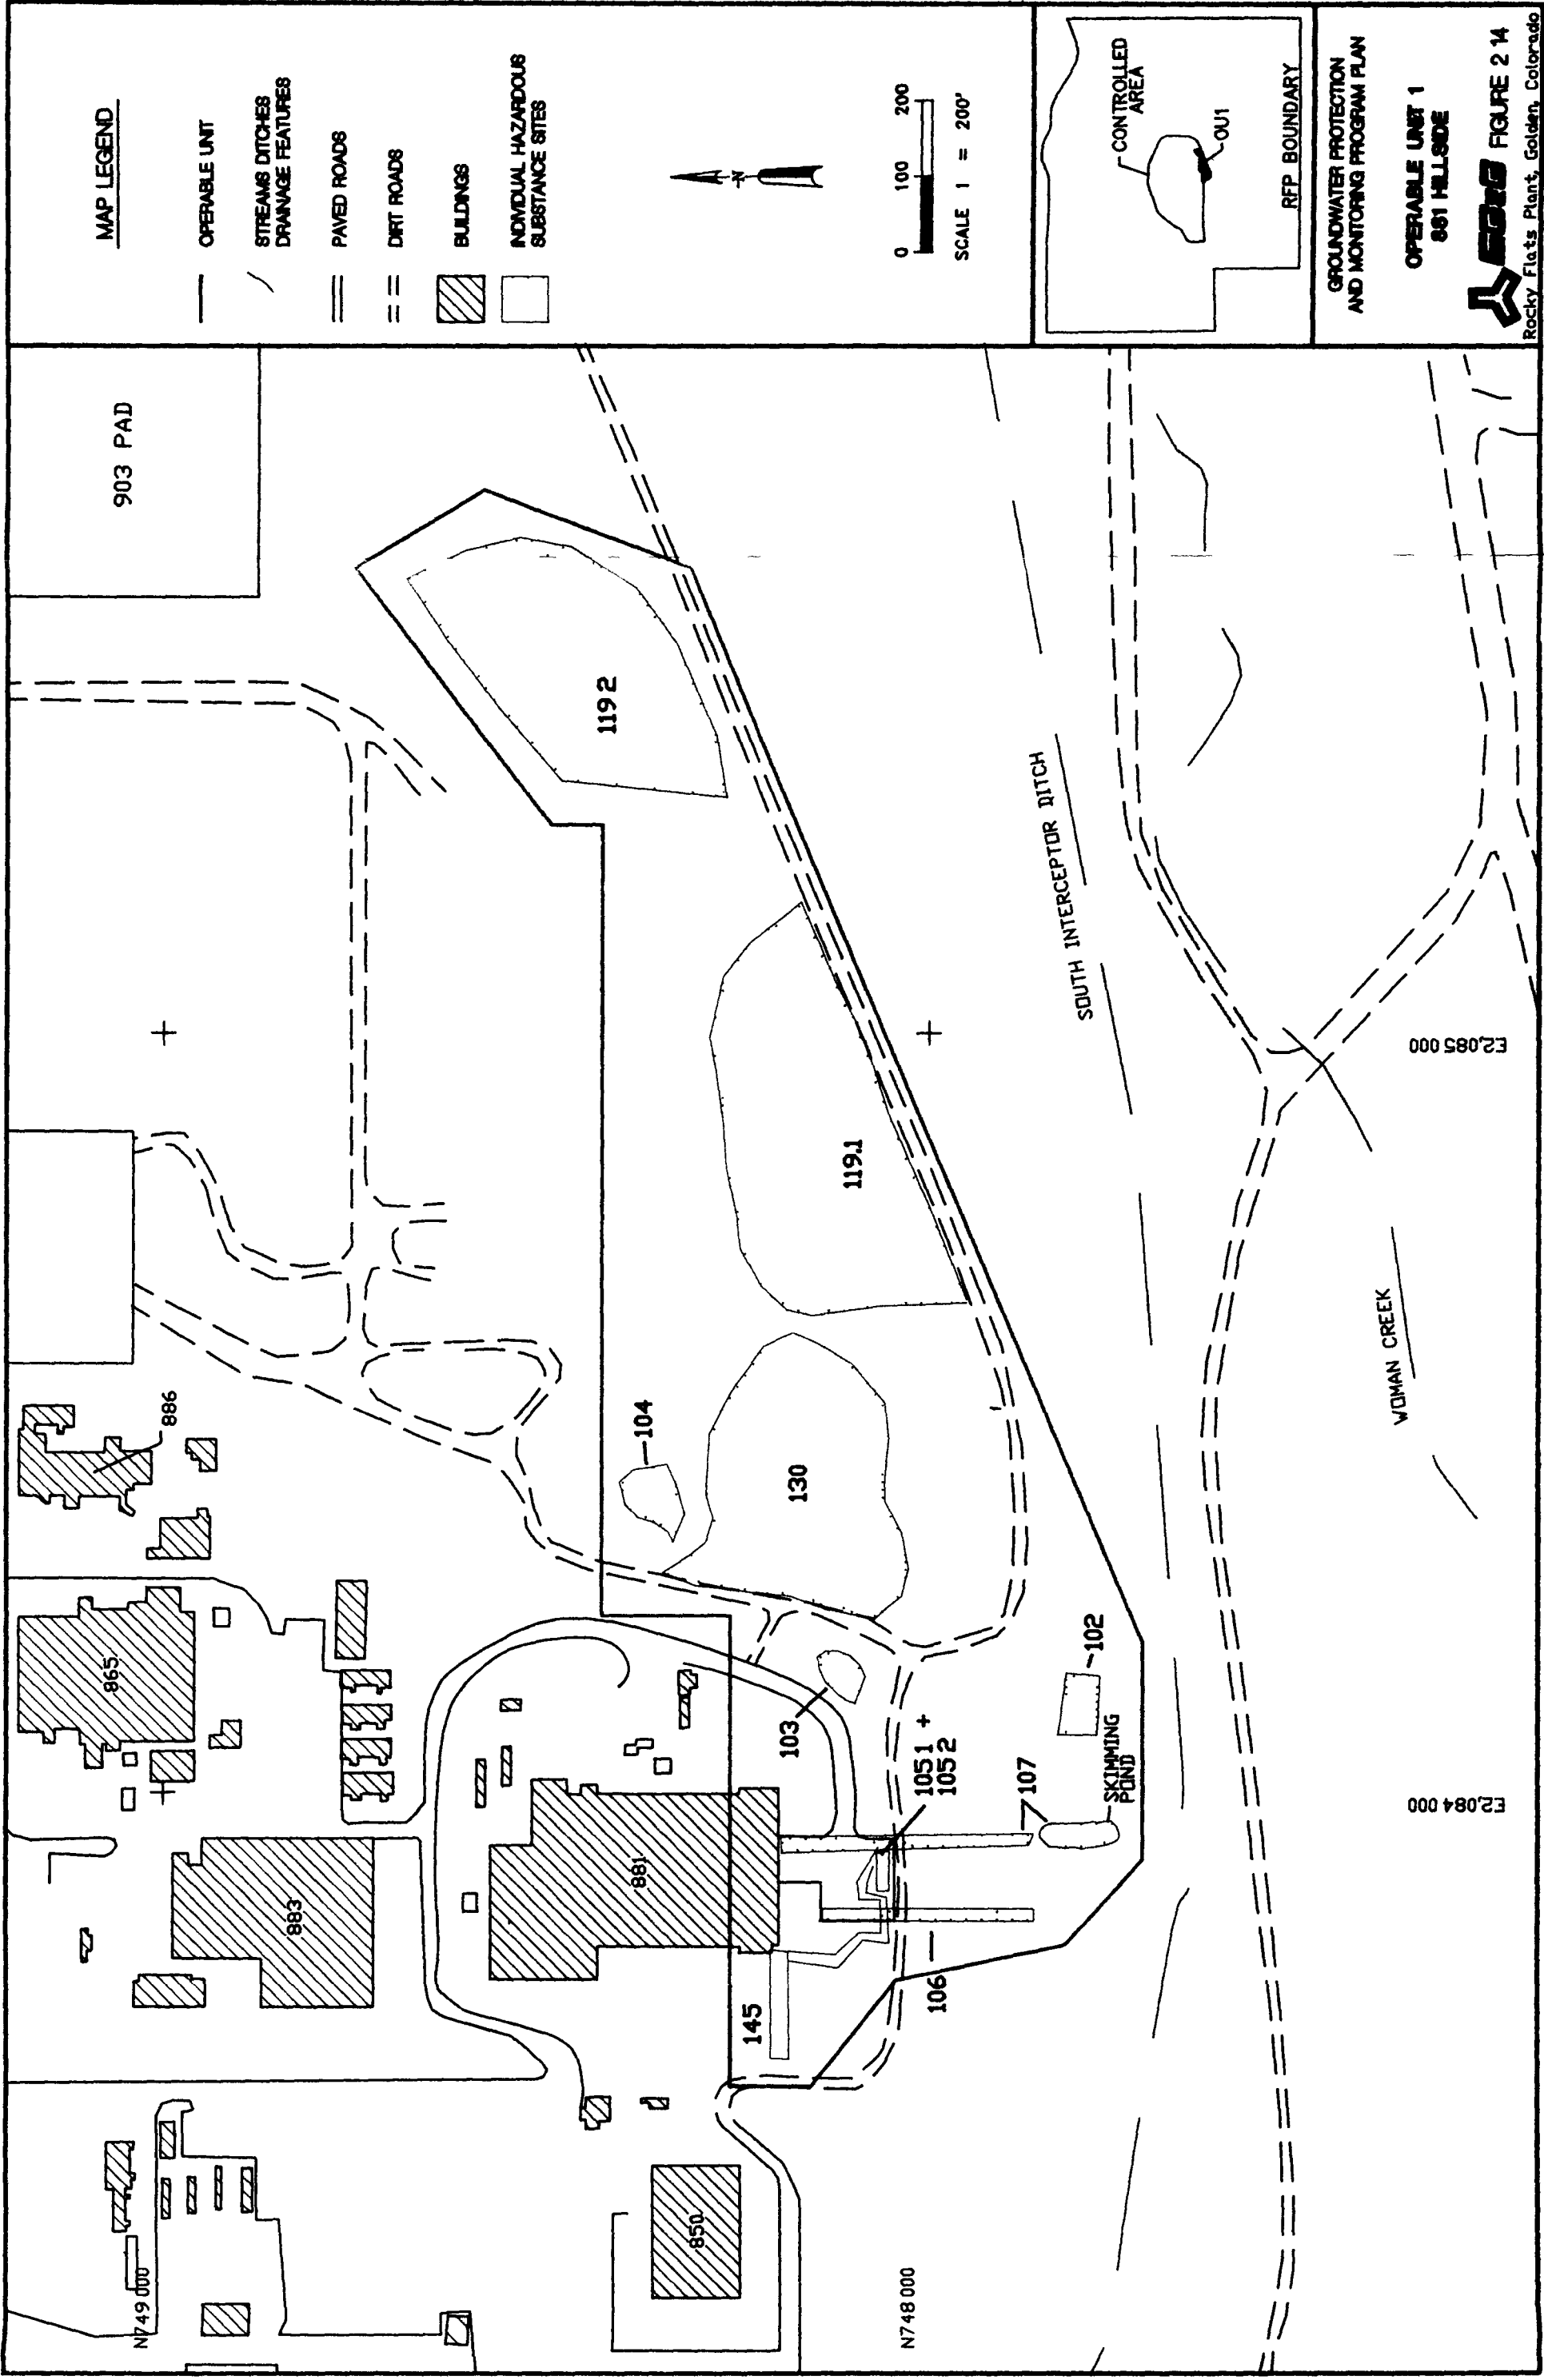 903 PAD
886
865
883
881
850
N749 000
N748 000
E2,085 000
E2,084 000
119 2
119.1
104
130
103
102
105 1 +
105 2
107
SKIMMING
POND
106
145
SOUTH INTERCEPTOR DITCH
WOMAN CREEK
MAP LEGEND
OPERABLE UNIT
STREAMS DITCHES
DRAINAGE FEATURES
PAVED ROADS
DIRT ROADS
BUILDINGS
INDIVIDUAL HAZARDOUS
SUBSTANCE SITES
N
0 100 200
SCALE 1 = 200'
CONTROLLED
AREA
OU1
RFP BOUNDARY
GROUNDWATER PROTECTION
AND MONITORING PROGRAM PLAN
OPERABLE UNIT 1
881 HILLSIDE
EG&G FIGURE 2 14
Rocky Flats Plant, Golden, Colorado